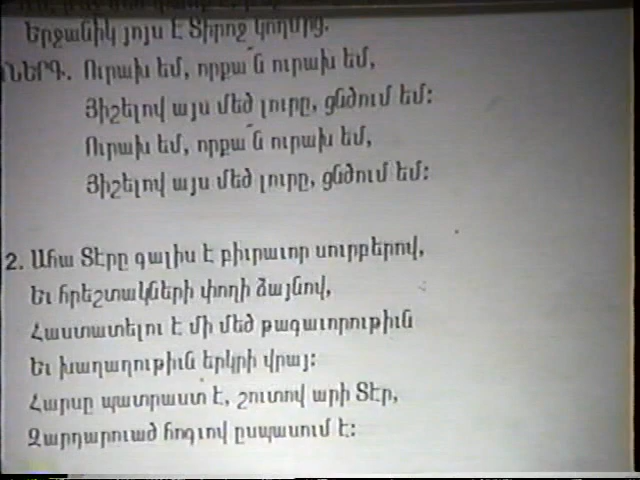 Երջանիկ յոյս է Տիրոջ կողմից.
ՆԵՐԳ. Ուրախ եմ, որքա՜ն ուրախ եմ,
Յիշելով այս մեծ լուրը, ցնծում եմ:
Ուրախ եմ, որքա՜ն ուրախ եմ,
Յիշելով այս մեծ լուրը, ցնծում եմ:
2. Ահա Տէրը գալիս է բիւրաւոր սուրբերով,
Եւ հրեշտակների փողի ձայնով,
Հաստատելու է մի մեծ թագաւորութիւն
Եւ խաղաղութիւն երկրի վրայ:
Հարսը պատրաստ է, շուտով արի Տէր,
Զարդարուած հոգւով ըսպասում է: